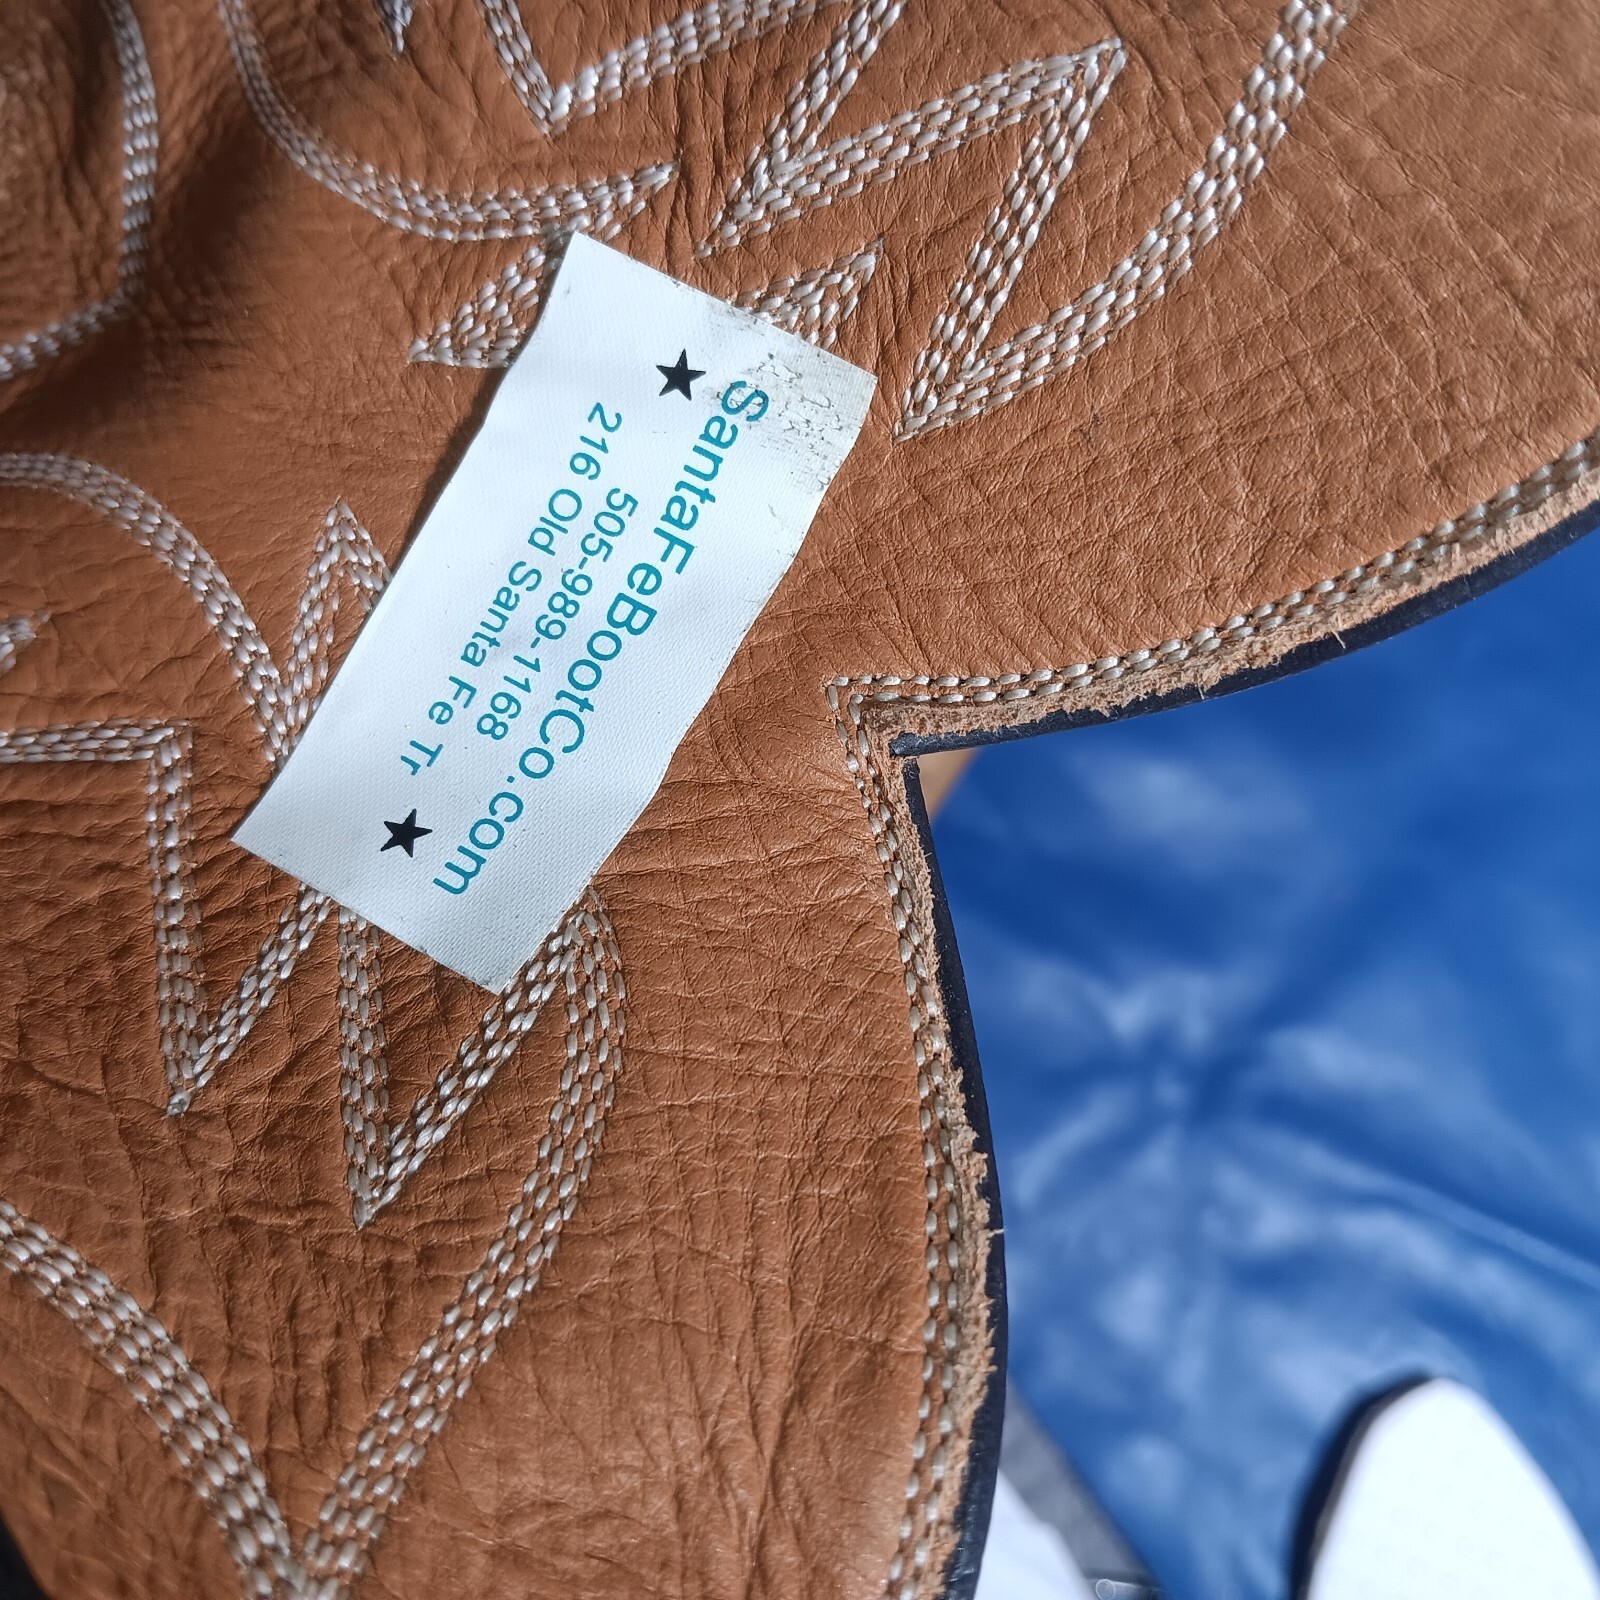 SantaFeBootCo.com
505-989-1168
216 Old Santa Fe Tr